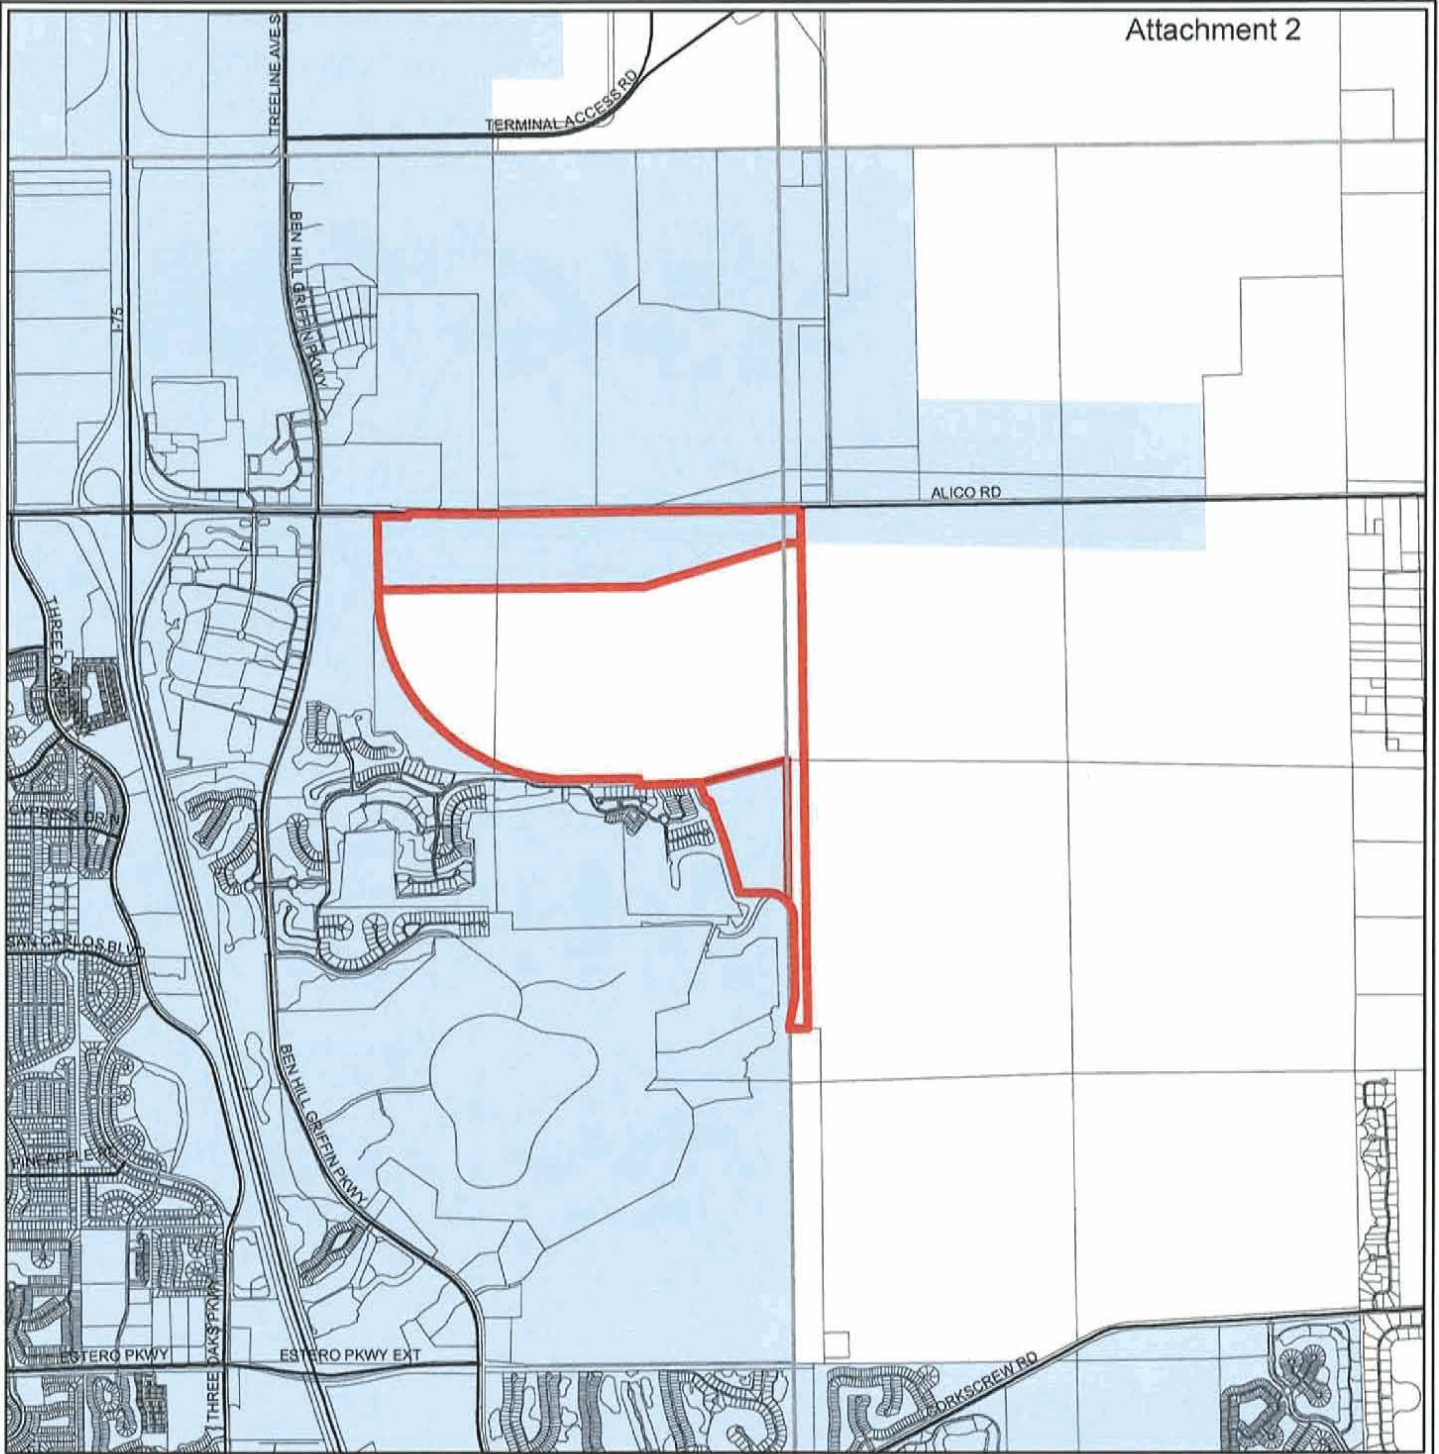 Attachment 2
TREELINE AVE S
TERMINAL ACCESS RD
BEN HILL GRIFFIN PKWY
I-75
ALICO RD
THREE OAKS
CYPRESS DR N
SAN CARLOS BLVD
BEN HILL GRIFFIN PKWY
PINEAPPLE RD
THREE OAKS PKWY
ESTERO PKWY
ESTERO PKWY EXT
CORKSCREW RD